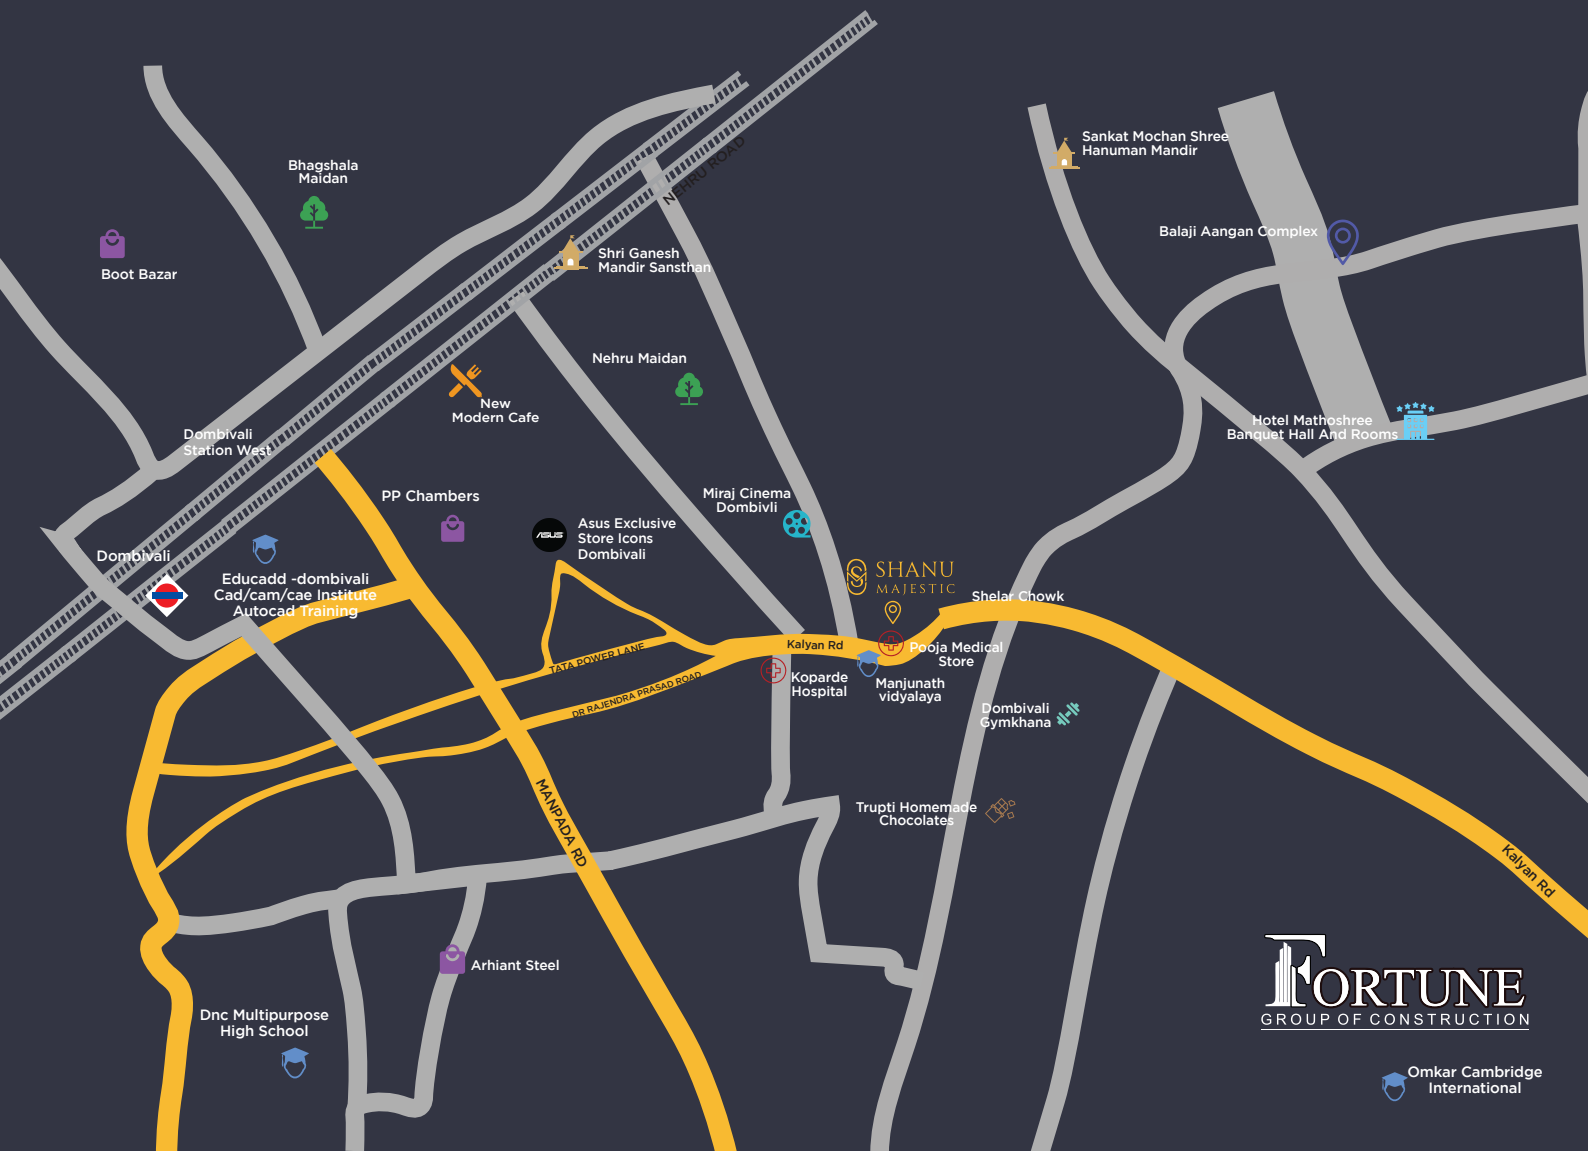 NEHRU ROAD
Sankat Mochan Shree
Hanuman Mandir
Bhagshala
Maidan
Balaji Aangan Complex
Boot Bazar
Shri Ganesh
Mandir Sansthan
Nehru Maidan
New
Modern Cafe
Hotel Mathoshree
Banquet Hall And Rooms
Dombivali
Station West
PP Chambers
Miraj Cinema
Dombivli
Asus Exclusive
Store Icons
Dombivali
ASUS
Dombivali
Educadd -dombivali
Cad/cam/cae Institute
Autocad Training
SHANU
MAJESTIC
Shelar Chowk
Kalyan Rd
Pooja Medical
Store
TATA POWER LANE
DR RAJENDRA PRASAD ROAD
Koparde
Hospital
Manjunath
vidyalaya
Dombivali
Gymkhana
MANPADA RD
Trupti Homemade
Chocolates
Kalyan Rd
Arhiant Steel
FORTUNE
GROUP OF CONSTRUCTION
Dnc Multipurpose
High School
Omkar Cambridge
International